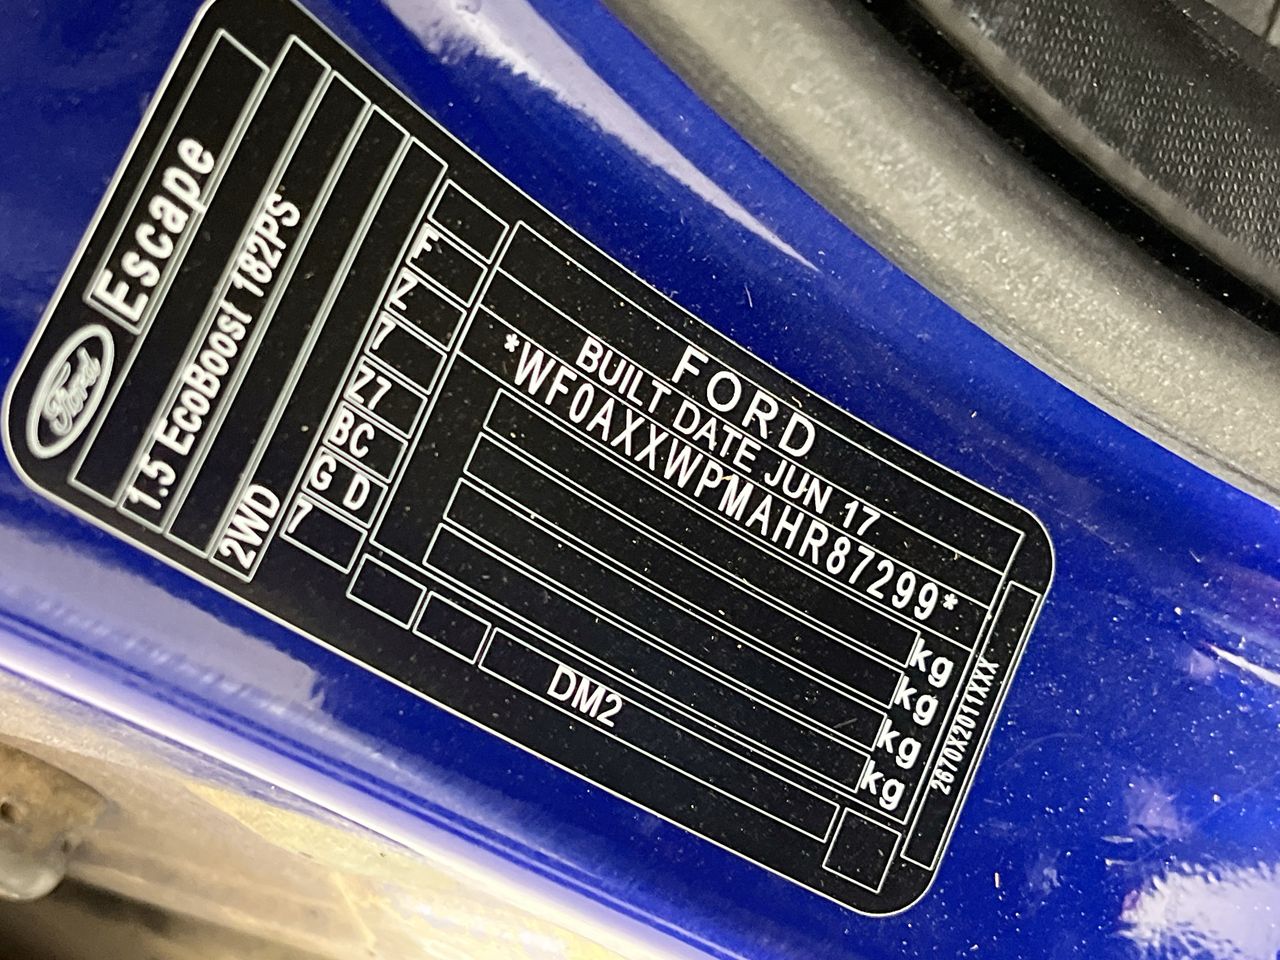 Ford
Escape
1.5 EcoBoost 182PS
2WD
F
Z
7
Z7
BC
G D
7
FORD
BUILT DATE JUN 17
*WF0AXXWPMAHR87299*
kg
kg
kg
kg
DM2
2670X2011XXX